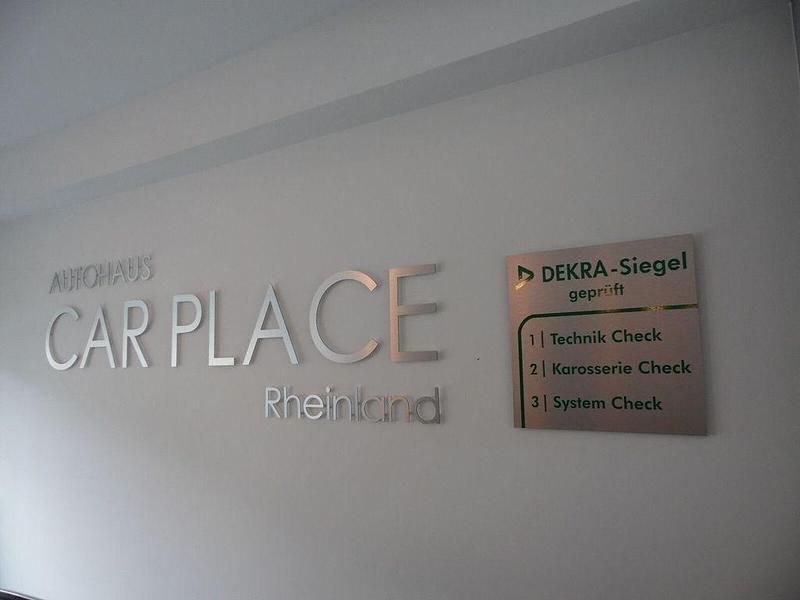 AUTOHAUS
CAR PLACE
Rheinland
DEKRA-Siegel
geprüft
1 | Technik Check
2 | Karosserie Check
3 | System Check